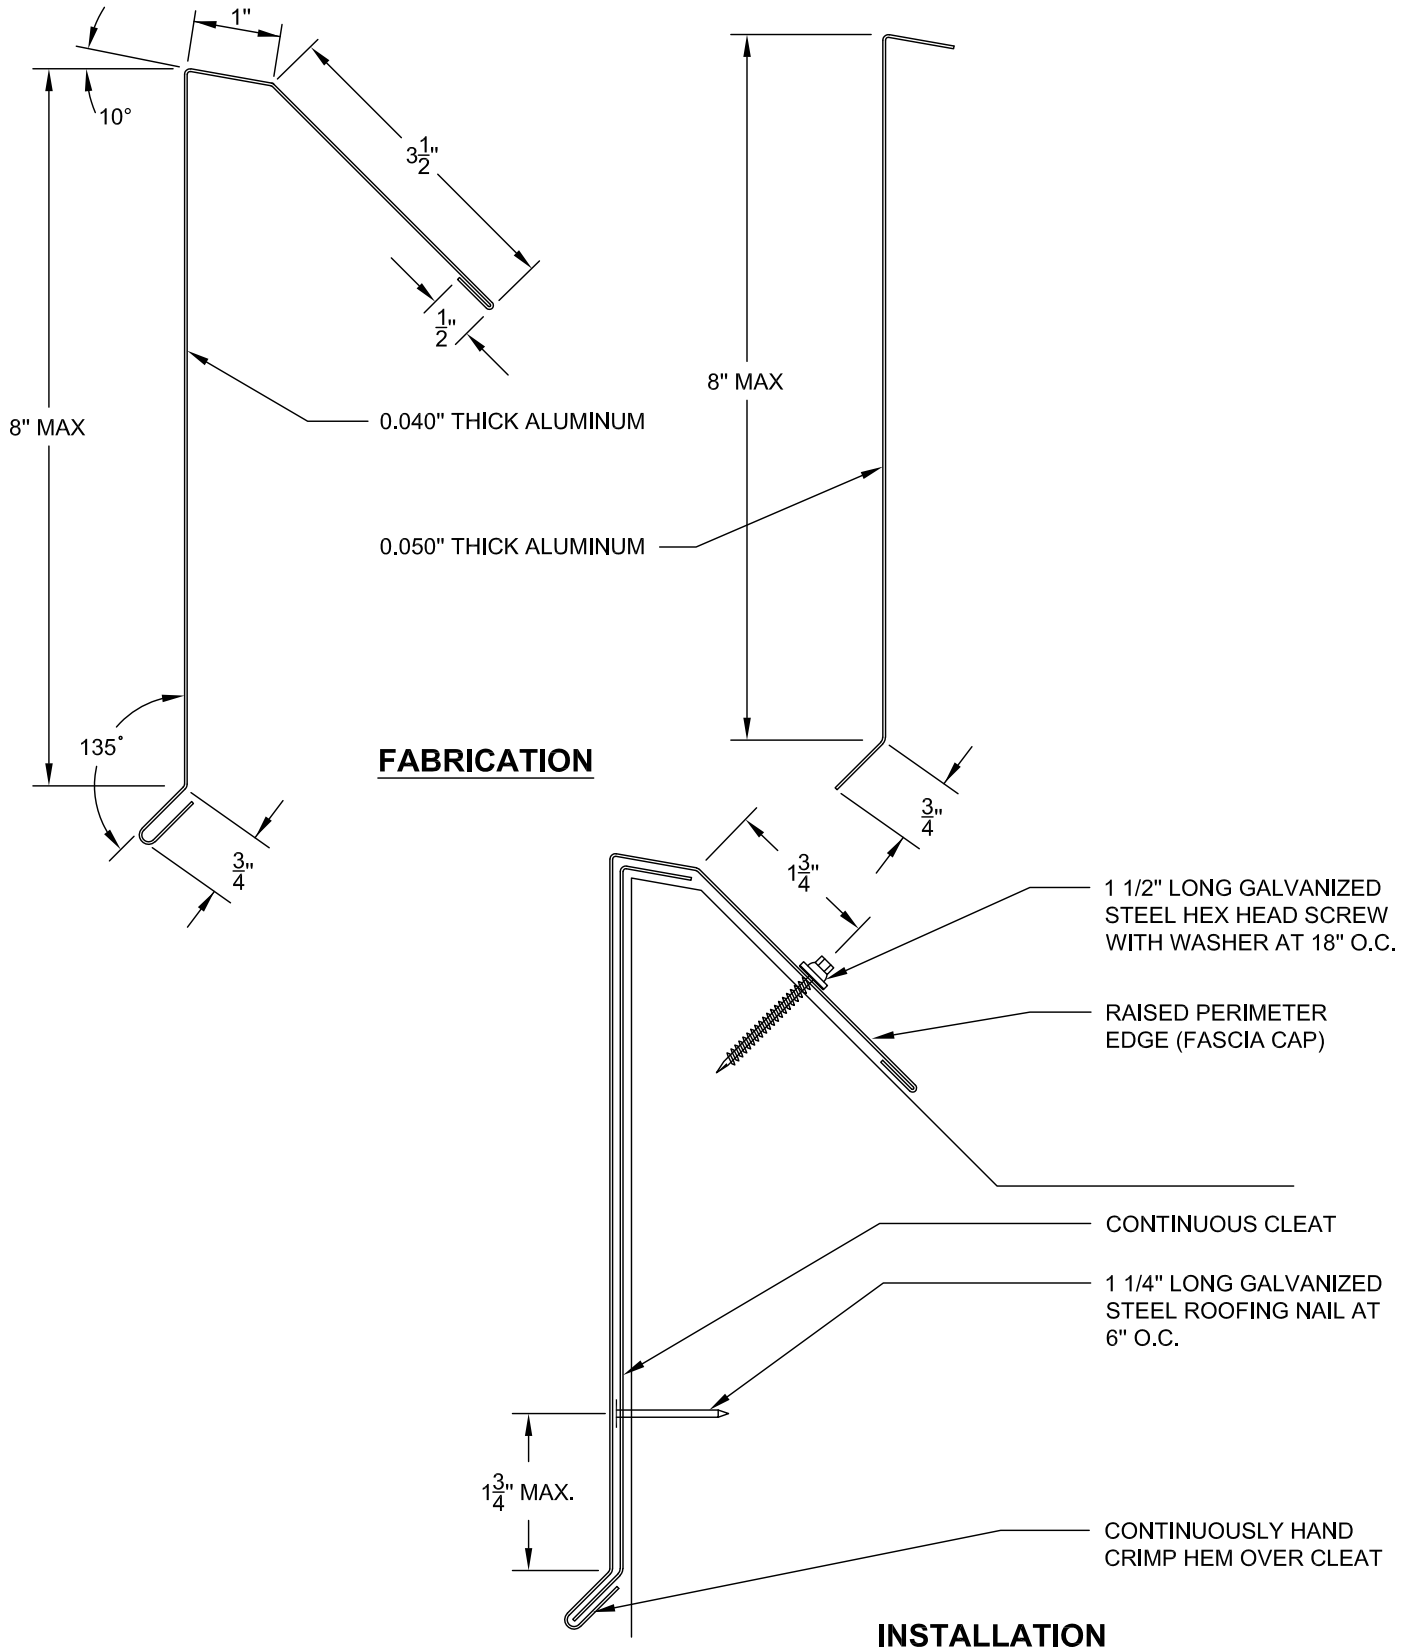 1"
10°
3 1/2"
1/2"
8" MAX
0.040" THICK ALUMINUM
8" MAX
0.050" THICK ALUMINUM
135°
FABRICATION
3/4"
3/4"
1 3/4"
1 1/2" LONG GALVANIZED
STEEL HEX HEAD SCREW
WITH WASHER AT 18" O.C.
RAISED PERIMETER
EDGE (FASCIA CAP)
CONTINUOUS CLEAT
1 1/4" LONG GALVANIZED
STEEL ROOFING NAIL AT
6" O.C.
1 3/4" MAX.
CONTINUOUSLY HAND
CRIMP HEM OVER CLEAT
INSTALLATION